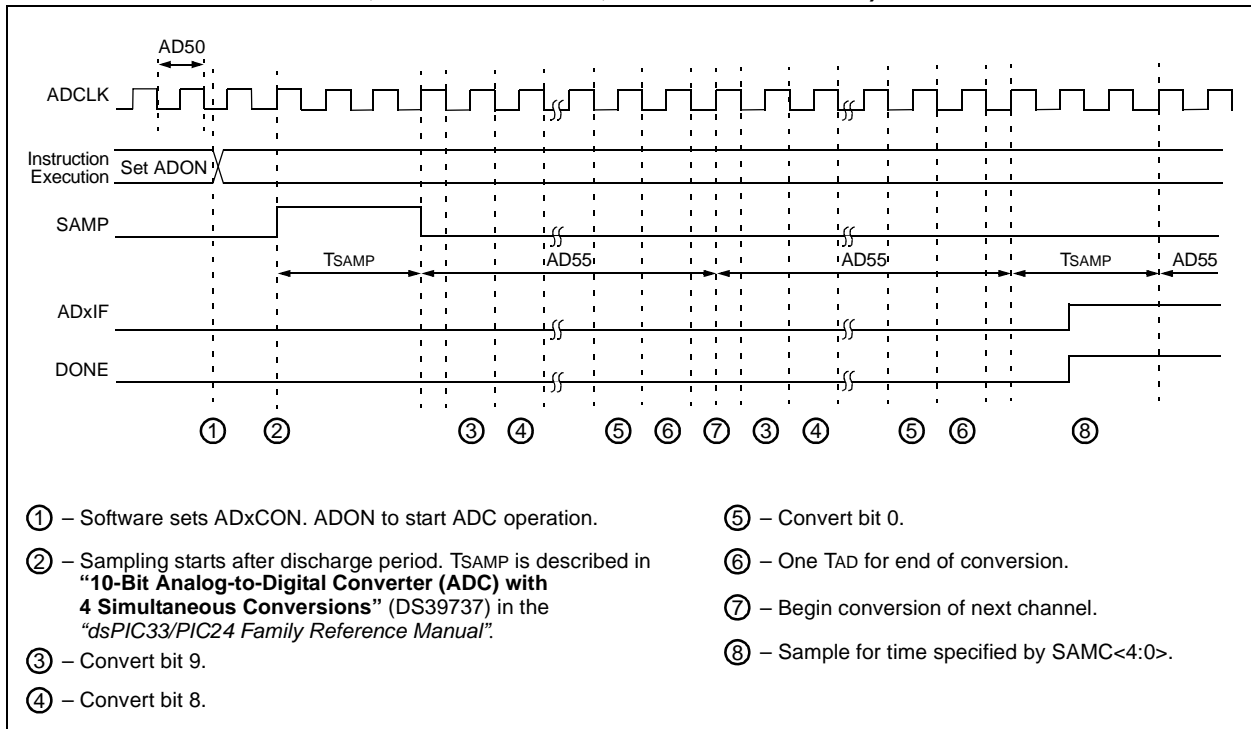 AD50
ADCLK
Instruction
Execution
Set ADON
SAMP
TSAMP
AD55
AD55
TSAMP
AD55
ADxIF
DONE
1 2 3 4 5 6 7 3 4 5 6 8
1 – Software sets ADxCON. ADON to start ADC operation.
2 – Sampling starts after discharge period. TSAMP is described in
“10-Bit Analog-to-Digital Converter (ADC) with
4 Simultaneous Conversions” (DS39737) in the
“dsPIC33/PIC24 Family Reference Manual”.
3 – Convert bit 9.
4 – Convert bit 8.
5 – Convert bit 0.
6 – One TAD for end of conversion.
7 – Begin conversion of next channel.
8 – Sample for time specified by SAMC<4:0>.